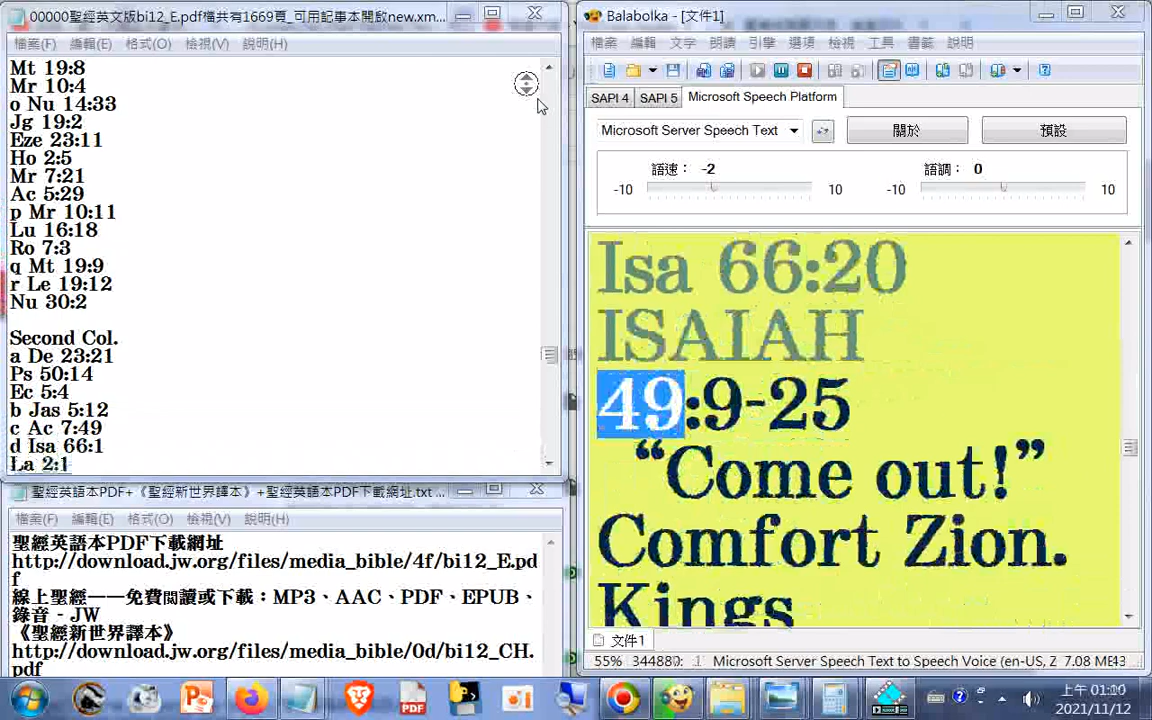 00000聖經英文版bi12_E.pdf檔共有1669頁_可用記事本開啟new.xm...
檔案(F) 編輯(E) 格式(O) 檢視(V) 說明(H)
Mt 19:8
Mr 10:4
o Nu 14:33
Jg 19:2
Eze 23:11
Ho 2:5
Mr 7:21
Ac 5:29
p Mr 10:11
Lu 16:18
Ro 7:3
q Mt 19:9
r Le 19:12
Nu 30:2
Second Col.
a De 23:21
Ps 50:14
Ec 5:4
b Jas 5:12
c Ac 7:49
d Isa 66:1
La 2:1
聖經英語本PDF+《聖經新世界譯本》+聖經英語本PDF下載網址.txt ...
檔案(F) 編輯(E) 格式(O) 檢視(V) 說明(H)
聖經英語本PDF下載網址
http://download.jw.org/files/media_bible/4f/bi12_E.pd
f
線上聖經——免費閱讀或下載：MP3、AAC、PDF、EPUB、
錄音 - JW
《聖經新世界譯本》
http://download.jw.org/files/media_bible/0d/bi12_CH.
pdf
Balabolka - [文件1]
檔案 編輯 文字 朗讀 引擎 選項 檢視 工具 書籤 說明
SAPI 4 SAPI 5 Microsoft Speech Platform
Microsoft Server Speech Text 關於 預設
語速： -2 語調： 0
-10 10 -10 10
Isa 66:20
ISAIAH
49:9-25
“Come out!”
Comfort Zion.
Kings
文件1
55% 344880: 1 Microsoft Server Speech Text to Speech Voice (en-US, Z 7.08 MB
上午 01:00
2021/11/12